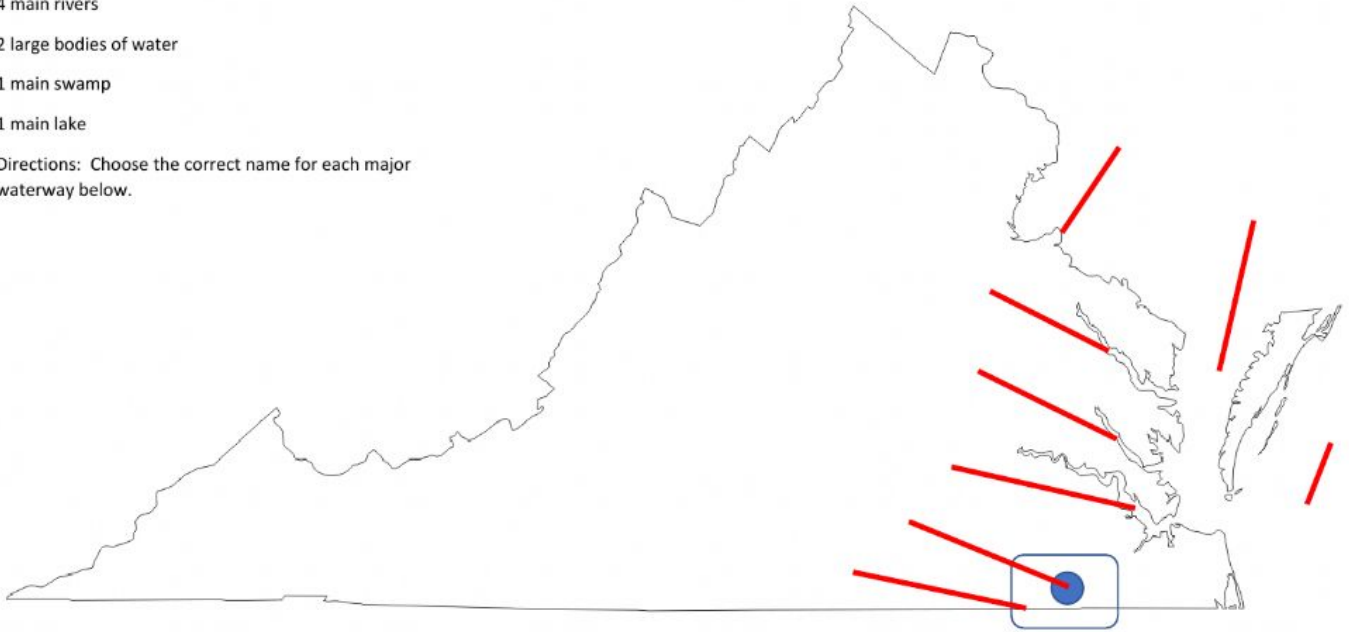 4 main rivers
2 large bodies of water
1 main swamp
1 main lake
Directions: Choose the correct name for each major
waterway below.